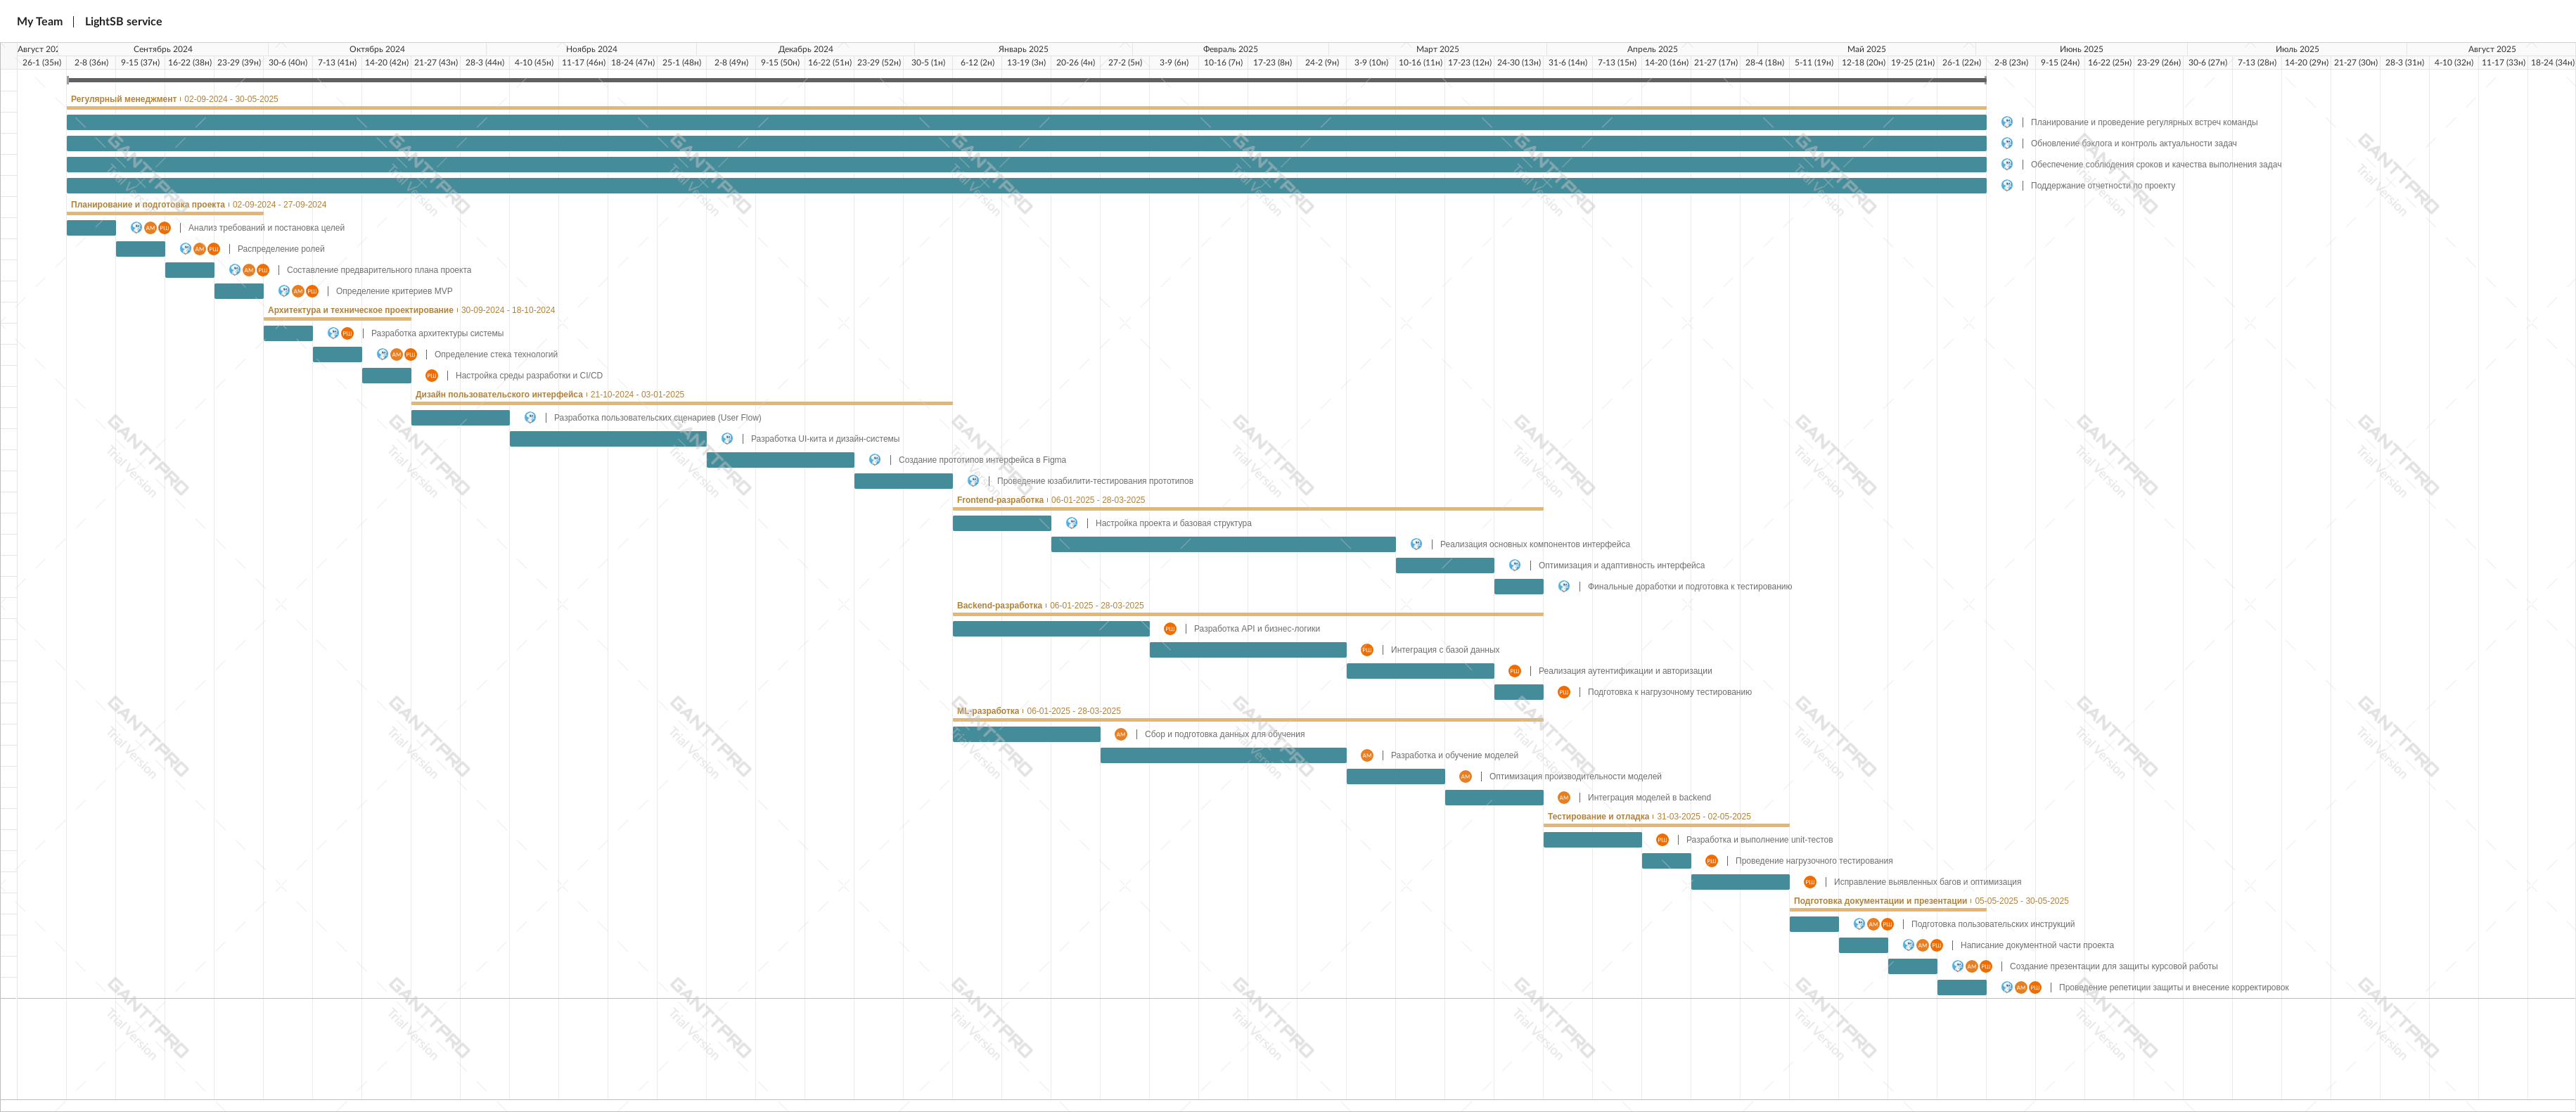 My Team | LightSB service
Август 202 Сентябрь 2024 Октябрь 2024 Ноябрь 2024 Декабрь 2024 Январь 2025 Февраль 2025 Март 2025 Апрель 2025 Май 2025 Июнь 2025 Июль 2025 Август 2025
26-1 (35н) 2-8 (36н) 9-15 (37н) 16-22 (38н) 23-29 (39н) 30-6 (40н) 7-13 (41н) 14-20 (42н) 21-27 (43н) 28-3 (44н) 4-10 (45н) 11-17 (46н) 18-24 (47н) 25-1 (48н) 2-8 (49н) 9-15 (50н) 16-22 (51н) 23-29 (52н) 30-5 (1н) 6-12 (2н) 13-19 (3н) 20-26 (4н) 27-2 (5н) 3-9 (6н) 10-16 (7н) 17-23 (8н) 24-2 (9н) 3-9 (10н) 10-16 (11н) 17-23 (12н) 24-30 (13н) 31-6 (14н) 7-13 (15н) 14-20 (16н) 21-27 (17н) 28-4 (18н) 5-11 (19н) 12-18 (20н) 19-25 (21н) 26-1 (22н) 2-8 (23н) 9-15 (24н) 16-22 (25н) 23-29 (26н) 30-6 (27н) 7-13 (28н) 14-20 (29н) 21-27 (30н) 28-3 (31н) 4-10 (32н) 11-17 (33н) 18-24 (34н)
Регулярный менеджмент 02-09-2024 - 30-05-2025
Планирование и проведение регулярных встреч команды
Обновление бэклога и контроль актуальности задач
Обеспечение соблюдения сроков и качества выполнения задач
Поддержание отчетности по проекту
Планирование и подготовка проекта 02-09-2024 - 27-09-2024
АМ РШ | Анализ требований и постановка целей
АМ РШ | Распределение ролей
АМ РШ | Составление предварительного плана проекта
АМ РШ | Определение критериев MVP
Архитектура и техническое проектирование 30-09-2024 - 18-10-2024
РШ | Разработка архитектуры системы
АМ РШ | Определение стека технологий
РШ | Настройка среды разработки и CI/CD
Дизайн пользовательского интерфейса 21-10-2024 - 03-01-2025
Разработка пользовательских сценариев (User Flow)
Разработка UI-кита и дизайн-системы
Создание прототипов интерфейса в Figma
Проведение юзабилити-тестирования прототипов
Frontend-разработка 06-01-2025 - 28-03-2025
Настройка проекта и базовая структура
Реализация основных компонентов интерфейса
Оптимизация и адаптивность интерфейса
Финальные доработки и подготовка к тестированию
Backend-разработка 06-01-2025 - 28-03-2025
РШ | Разработка API и бизнес-логики
РШ | Интеграция с базой данных
РШ | Реализация аутентификации и авторизации
РШ | Подготовка к нагрузочному тестированию
ML-разработка 06-01-2025 - 28-03-2025
АМ | Сбор и подготовка данных для обучения
АМ | Разработка и обучение моделей
АМ | Оптимизация производительности моделей
АМ | Интеграция моделей в backend
Тестирование и отладка 31-03-2025 - 02-05-2025
РШ | Разработка и выполнение unit-тестов
РШ | Проведение нагрузочного тестирования
РШ | Исправление выявленных багов и оптимизация
Подготовка документации и презентации 05-05-2025 - 30-05-2025
АМ РШ | Подготовка пользовательских инструкций
АМ РШ | Написание документной части проекта
АМ РШ | Создание презентации для защиты курсовой работы
АМ РШ | Проведение репетиции защиты и внесение корректировок
GANTTPRO
Trial Version